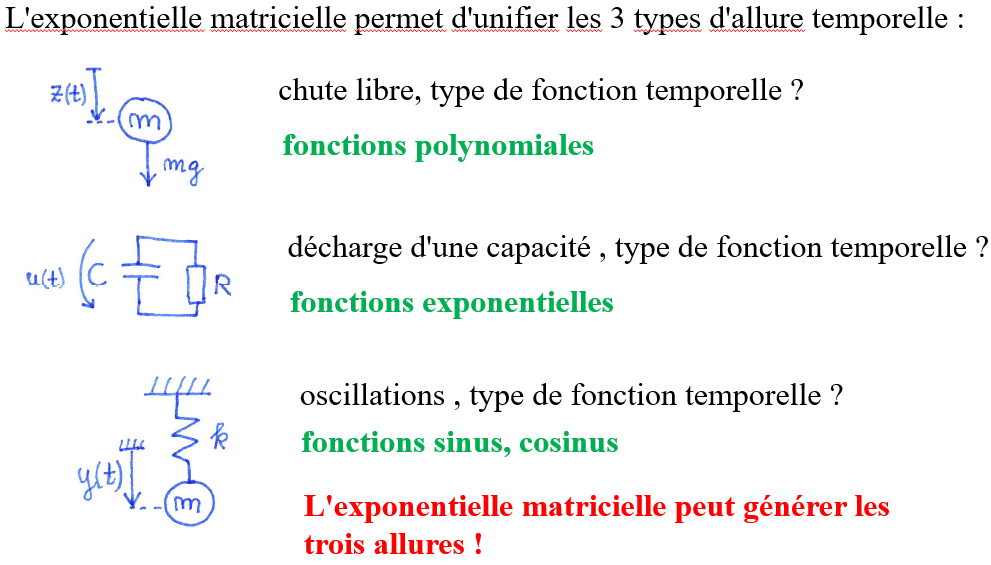 L'exponentielle matricielle permet d'unifier les 3 types d'allure temporelle :
z(t)
m
mg
chute libre, type de fonction temporelle ?
fonctions polynomiales
u(t)
C
R
décharge d'une capacité , type de fonction temporelle ?
fonctions exponentielles
k
y(t)
m
oscillations , type de fonction temporelle ?
fonctions sinus, cosinus
L'exponentielle matricielle peut générer les
trois allures !